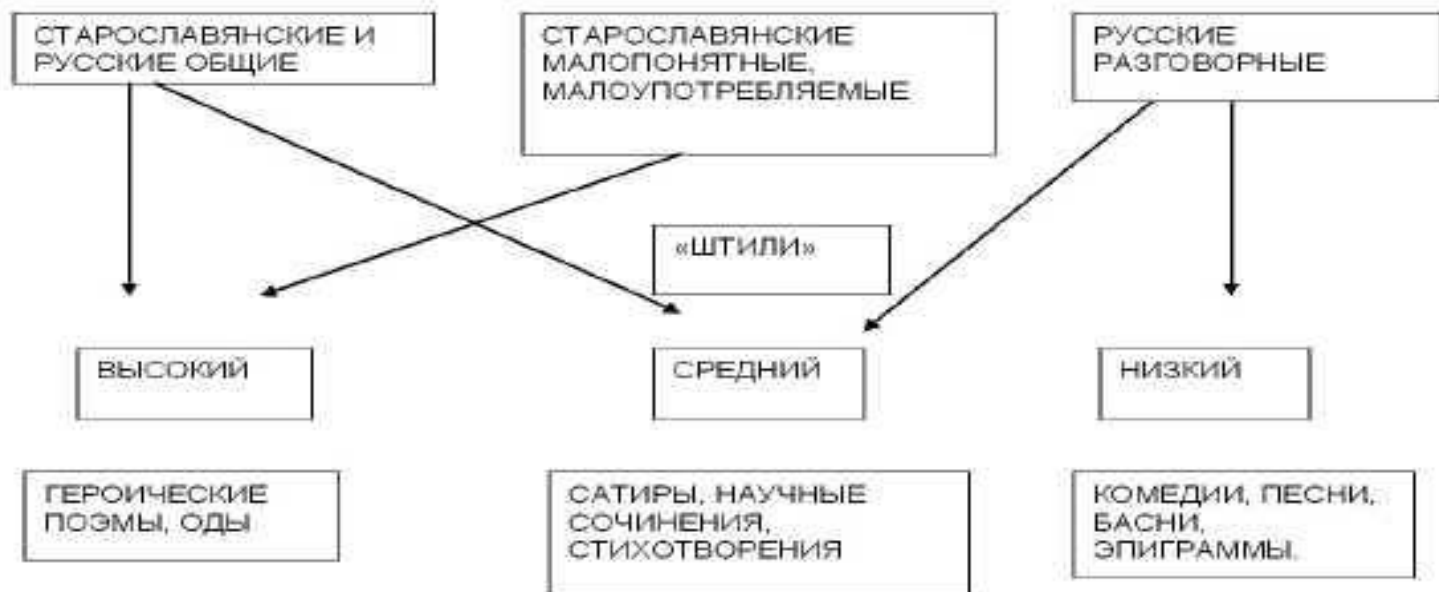 СТАРОСЛАВЯНСКИЕ И
РУССКИЕ ОБЩИЕ
СТАРОСЛАВЯНСКИЕ
МАЛОПОНЯТНЫЕ,
МАЛОУПОТРЕБЛЯЕМЫЕ
РУССКИЕ
РАЗГОВОРНЫЕ
«ШТИЛИ»
ВЫСОКИЙ
СРЕДНИЙ
НИЗКИЙ
ГЕРОИЧЕСКИЕ
ПОЭМЫ, ОДЫ
САТИРЫ, НАУЧНЫЕ
СОЧИНЕНИЯ,
СТИХОТВОРЕНИЯ
КОМЕДИИ, ПЕСНИ,
БАСНИ,
ЭПИГРАММЫ.